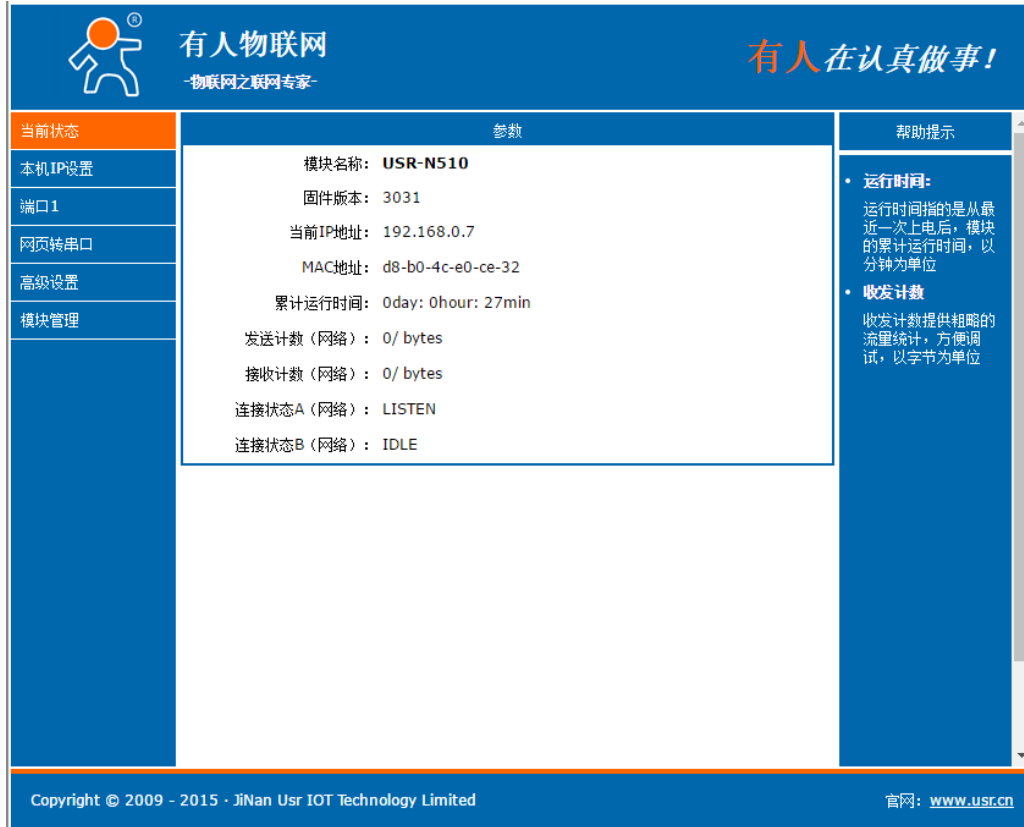 ®
有人物联网
-物联网之联网专家-
有人在认真做事!
当前状态
本机IP设置
端口1
网页转串口
高级设置
模块管理
参数
模块名称: USR-N510
固件版本: 3031
当前IP地址: 192.168.0.7
MAC地址: d8-b0-4c-e0-ce-32
累计运行时间: 0day: 0hour: 27min
发送计数（网络）: 0/ bytes
接收计数（网络）: 0/ bytes
连接状态A（网络）: LISTEN
连接状态B（网络）: IDLE
帮助提示
• 运行时间:
运行时间指的是从最
近一次上电后，模块
的累计运行时间，以
分钟为单位
• 收发计数
收发计数提供粗略的
流量统计，方便调
试，以字节为单位
Copyright © 2009 - 2015 · JiNan Usr IOT Technology Limited
官网: www.usr.cn